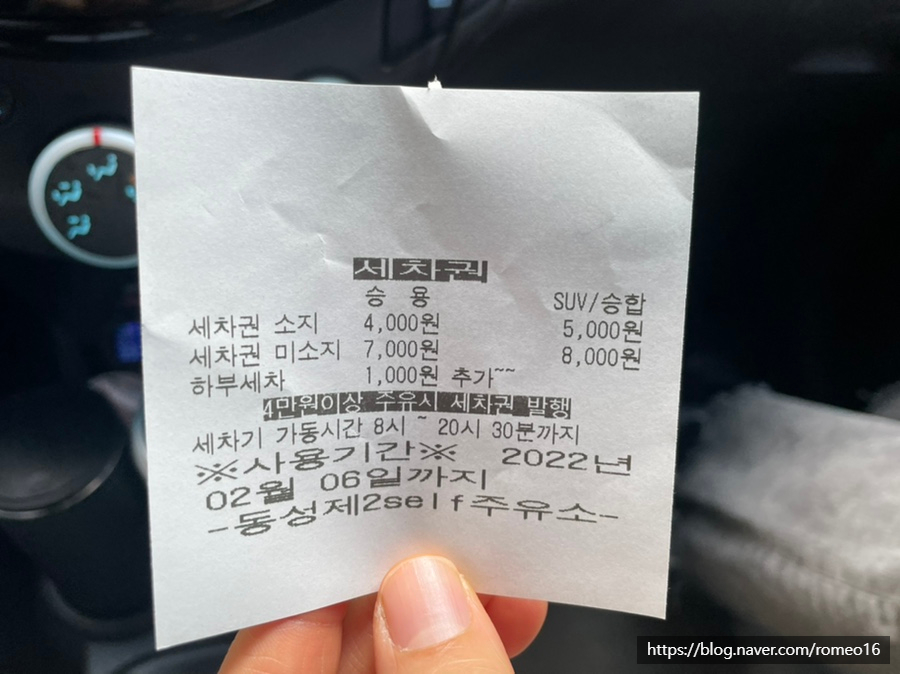 세차권
승 용 SUV/승합
세차권 소지 4,000원 5,000원
세차권 미소지 7,000원 8,000원
하부세차 1,000원 추가~~
4만원이상 주유시 세차권 발행
세차기 가동시간 8시 ~ 20시 30분까지
※사용기간※ 2022년
02월 06일까지
-동성제2self주유소-
https://blog.naver.com/romeo16